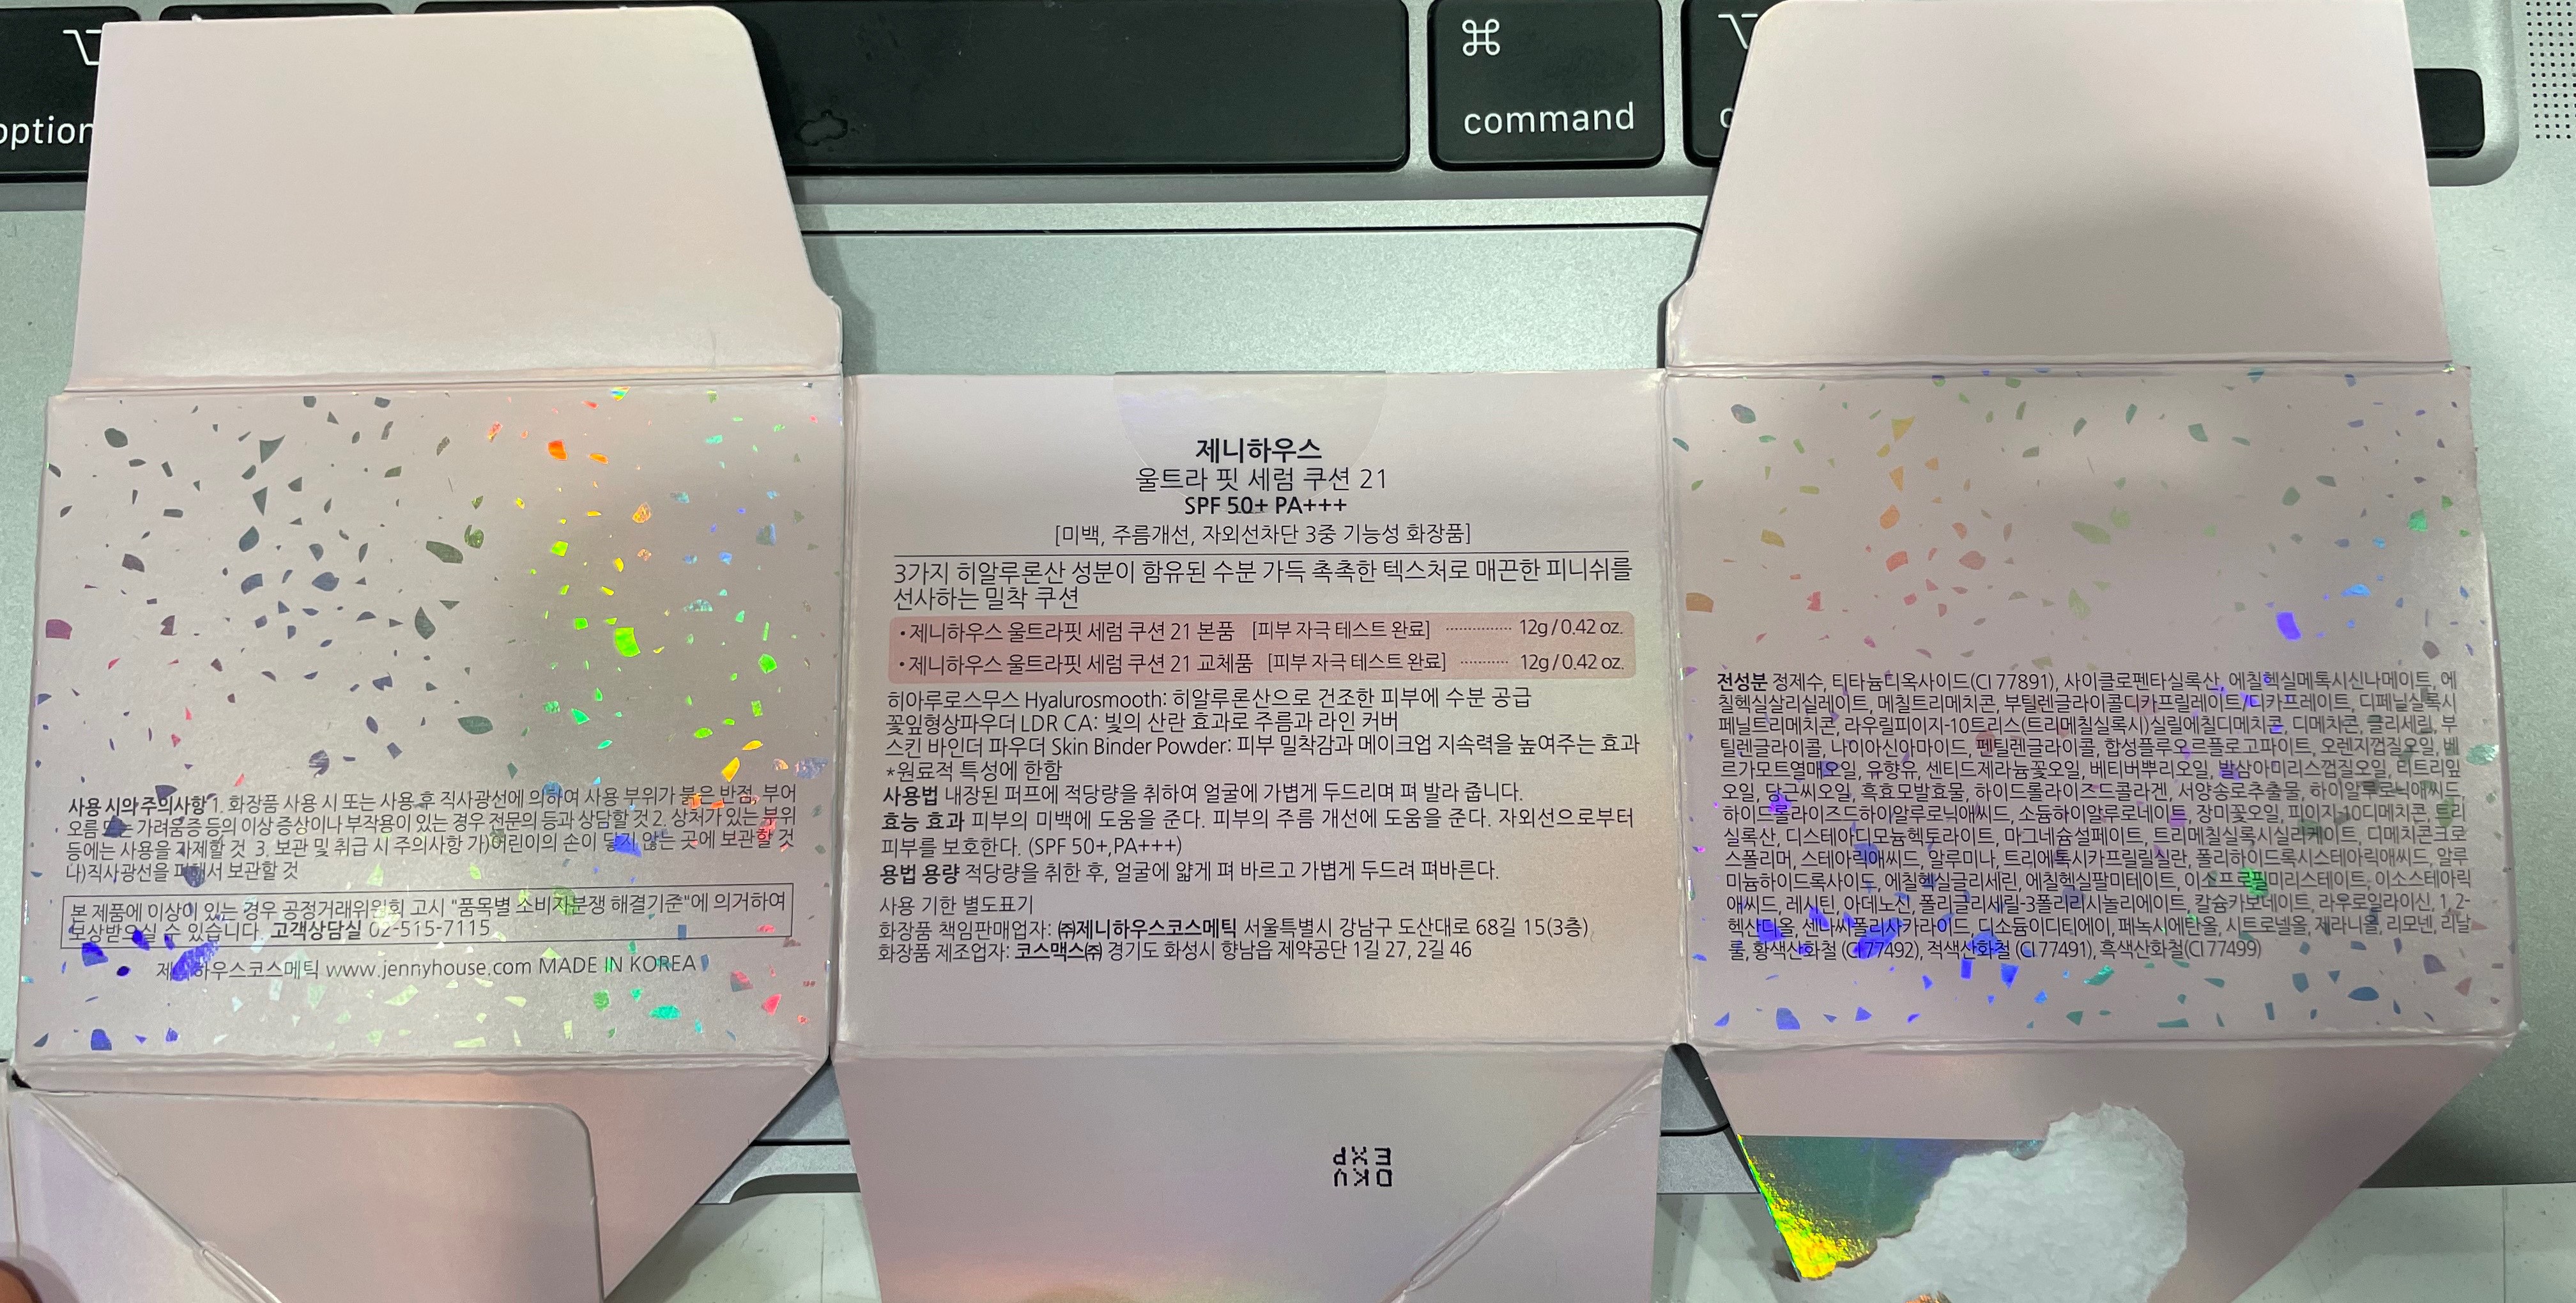 option
command
사용 시의 주의사항 1. 화장품 사용 시 또는 사용 후 직사광선에 의하여 사용 부위가 붉은 반점, 부어
오름 또는 가려움증 등의 이상 증상이나 부작용이 있는 경우 전문의 등과 상담할 것 2. 상처가 있는 부위
등에는 사용을 자제할 것 3. 보관 및 취급 시 주의사항 가)어린이의 손이 닿지 않는 곳에 보관할 것
나)직사광선을 피해서 보관할 것
본 제품에 이상이 있는 경우 공정거래위원회 고시 "품목별 소비자분쟁 해결기준"에 의거하여
보상받으실 수 있습니다. 고객상담실 02-515-7115
제니하우스코스메틱 www.jennyhouse.com MADE IN KOREA
제니하우스
울트라 핏 세럼 쿠션 21
SPF 50+ PA+++
[미백, 주름개선, 자외선차단 3중 기능성 화장품]
3가지 히알루론산 성분이 함유된 수분 가득 촉촉한 텍스처로 매끈한 피니쉬를
선사하는 밀착 쿠션
•제니하우스 울트라핏 세럼 쿠션 21 본품 [피부 자극 테스트 완료] ············· 12g / 0.42 oz.
•제니하우스 울트라핏 세럼 쿠션 21 교체품 [피부 자극 테스트 완료] ·········· 12g / 0.42 oz.
히아루로스무스 Hyalurosmooth: 히알루론산으로 건조한 피부에 수분 공급
꽃잎형상파우더 LDR CA: 빛의 산란 효과로 주름과 라인 커버
스킨 바인더 파우더 Skin Binder Powder: 피부 밀착감과 메이크업 지속력을 높여주는 효과
*원료적 특성에 한함
사용법 내장된 퍼프에 적당량을 취하여 얼굴에 가볍게 두드리며 펴 발라 줍니다.
효능 효과 피부의 미백에 도움을 준다. 피부의 주름 개선에 도움을 준다. 자외선으로부터
피부를 보호한다. (SPF 50+,PA+++)
용법 용량 적당량을 취한 후, 얼굴에 얇게 펴 바르고 가볍게 두드려 펴바른다.
사용 기한 별도표기
화장품 책임판매업자: ㈜제니하우스코스메틱 서울특별시 강남구 도산대로 68길 15(3층)
화장품 제조업자: 코스맥스㈜ 경기도 화성시 향남읍 제약공단 1길 27, 2길 46
EXP
전성분 정제수, 티타늄디옥사이드(CI 77891), 사이클로펜타실록산, 에칠헥실메톡시신나메이트, 에
칠헥실살리실레이트, 메칠트리메치콘, 부틸렌글라이콜디카프릴레이트/디카프레이트, 디페닐실록시
페닐트리메치콘, 라우릴피이지-10트리스(트리메칠실록시)실릴에칠디메치콘, 디메치콘, 글리세린, 부
틸렌글라이콜, 나이아신아마이드, 펜틸렌글라이콜, 합성플루오르플로고파이트, 오렌지껍질오일, 베
르가모트열매오일, 유향유, 센티드제라늄꽃오일, 베티버뿌리오일, 발삼아미리스껍질오일, 티트리잎
오일, 당근씨오일, 흑효모발효물, 하이드롤라이즈드콜라겐, 서양송로추출물, 하이알루로닉애씨드,
하이드롤라이즈드하이알루로닉애씨드, 소듐하이알루로네이트, 장미꽃오일, 피이지-10디메치콘, 트리
실록산, 디스테아디모늄헥토라이트, 마그네슘설페이트, 트리메칠실록시실리케이트, 디메치콘크로
스폴리머, 스테아릭애씨드, 알루미나, 트리에톡시카프릴릴실란, 폴리하이드록시스테아릭애씨드, 알루
미늄하이드록사이드, 에칠헥실글리세린, 에칠헥실팔미테이트, 이소프로필미리스테이트, 이소스테아릭
애씨드, 레시틴, 아데노신, 폴리글리세릴-3폴리리시놀리에이트, 칼슘카보네이트, 라우로일라이신, 1,2-
헥산디올, 센나씨폴리사카라이드, 디소듐이디티에이, 페녹시에탄올, 시트로넬올, 제라니올, 리모넨, 리날
룰, 황색산화철 (CI 77492), 적색산화철 (CI 77491), 흑색산화철(CI 77499)